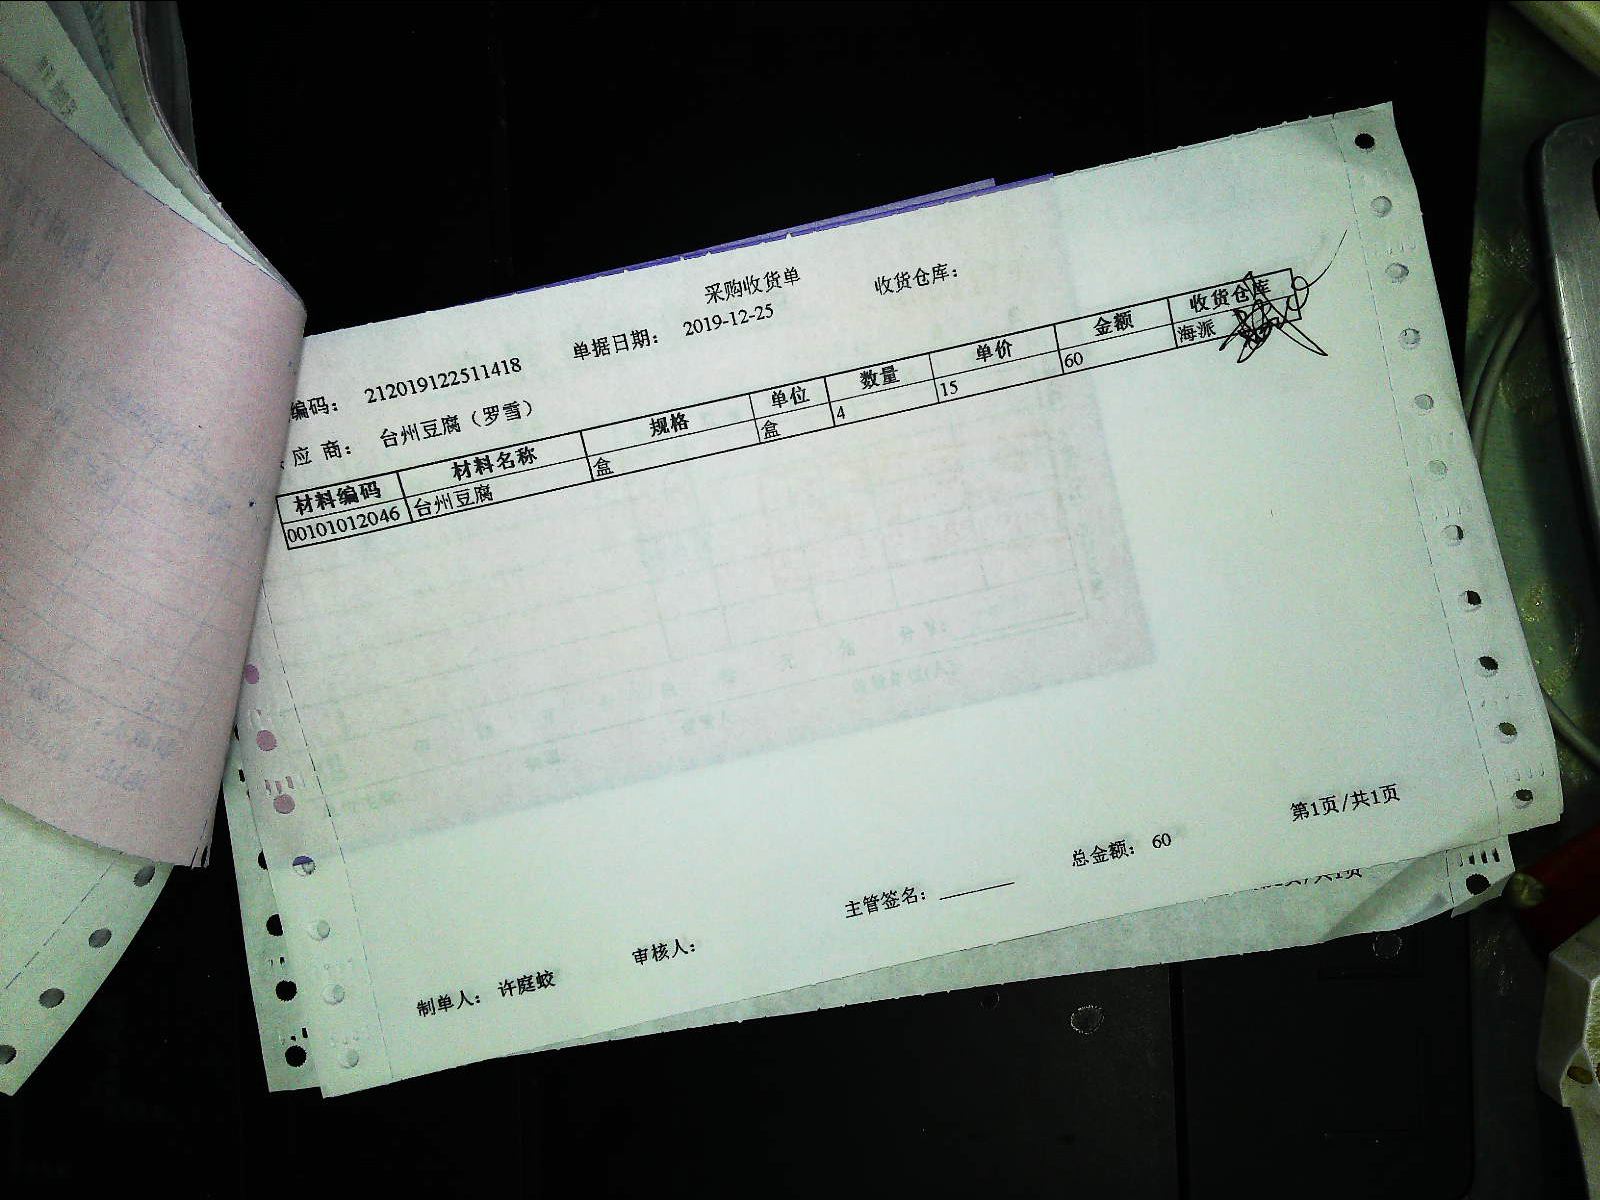 采购收货单 收货仓库:
编码: 212019122511418 单据日期: 2019-12-25
应 商: 台州豆腐（罗雪）
材料编码 材料名称 规格 单位 数量 单价 金额 收货仓库
00101012046 台州豆腐 盒 盒 4 15 60 海派
制单人: 许庭蛟 审核人: 主管签名: 总金额: 60 第1页/共1页